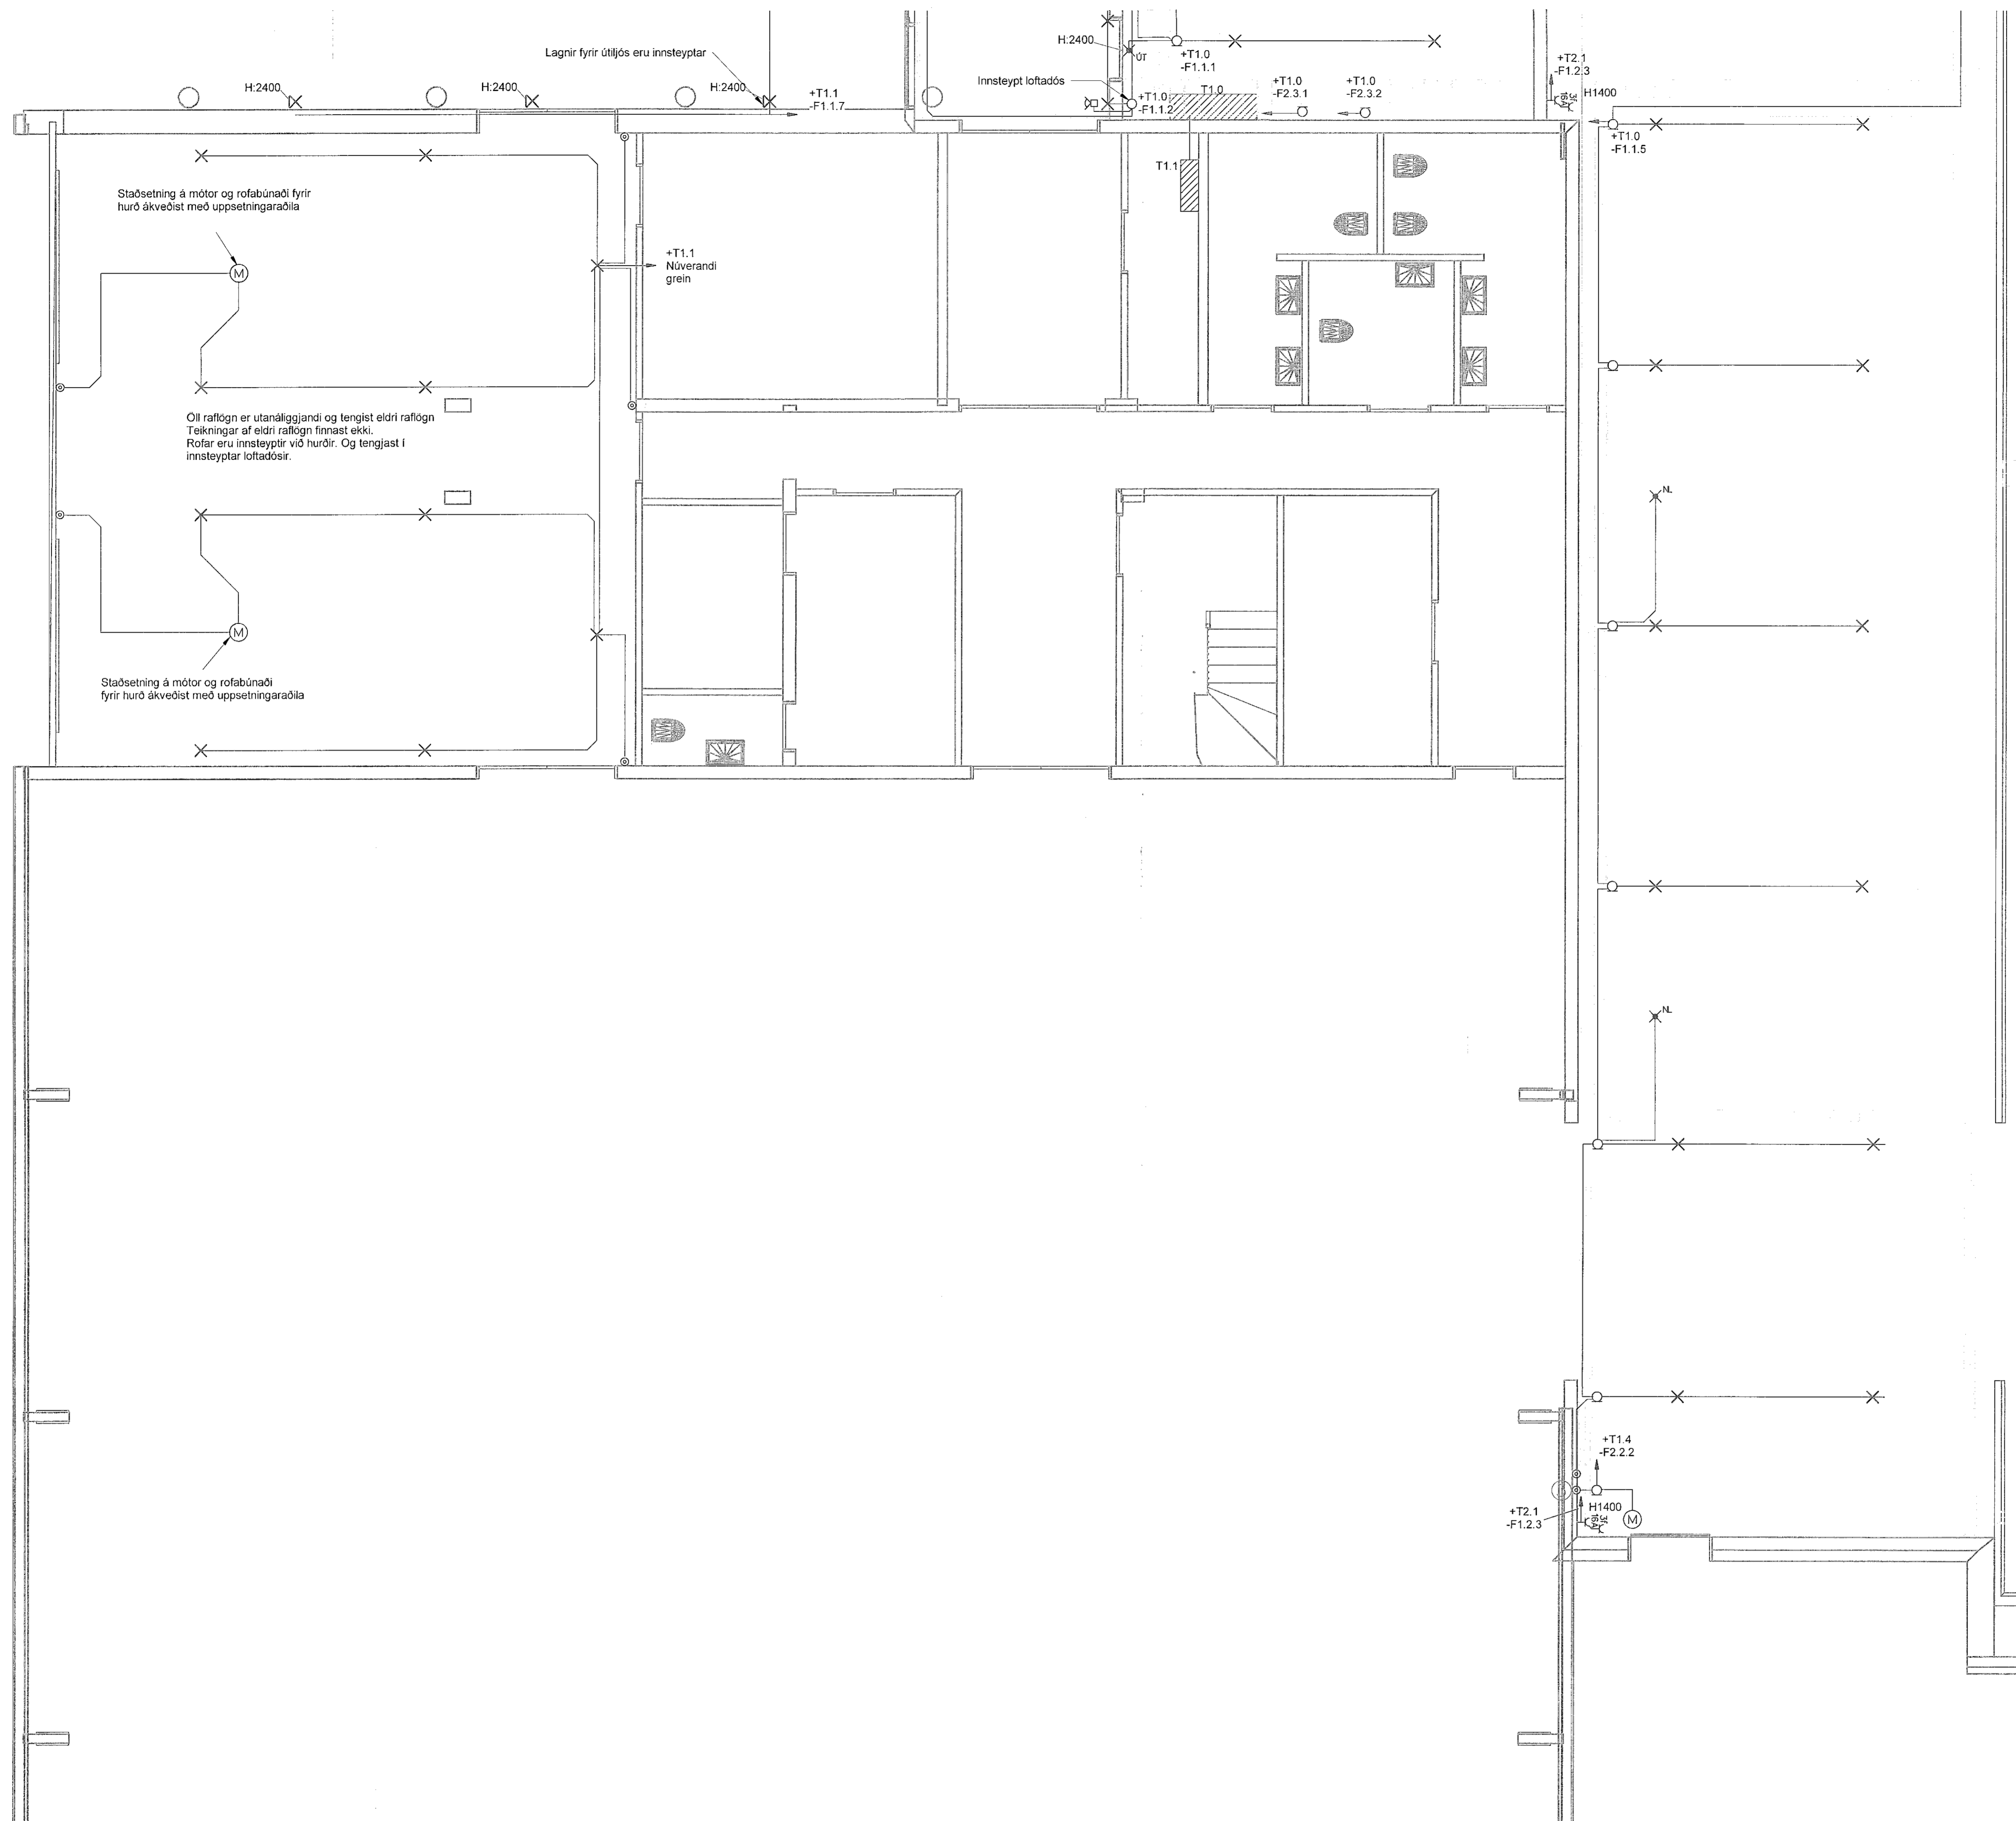 Lagnir fyrir útiljós eru innsteyptar
H:2400
H:2400
H:2400
+T1.1
-F1.1.7
H:2400
ÚT
Innsteypt loftadós
+T1.0
-F1.1.1
+T1.0
-F1.1.2
T1.0
+T1.0
-F2.3.1
+T1.0
-F2.3.2
+T2.1
-F1.2.3
3f
16A
H1400
+T1.0
-F1.1.5
T1.1
Staðsetning á mótor og rofabúnaði fyrir
hurð ákveðist með uppsetningaraðila
M
+T1.1
Núverandi
grein
Öll raflögn er utanáliggjandi og tengist eldri raflögn
Teikningar af eldri raflögn finnast ekki.
Rofar eru innsteyptir við hurðir. Og tengjast í
innsteyptar loftadósir.
NL
M
Staðsetning á mótor og rofabúnaði
fyrir hurð ákveðist með uppsetningaraðila
NL
+T1.4
-F2.2.2
+T2.1
-F1.2.3
H1400
3f
16A
M